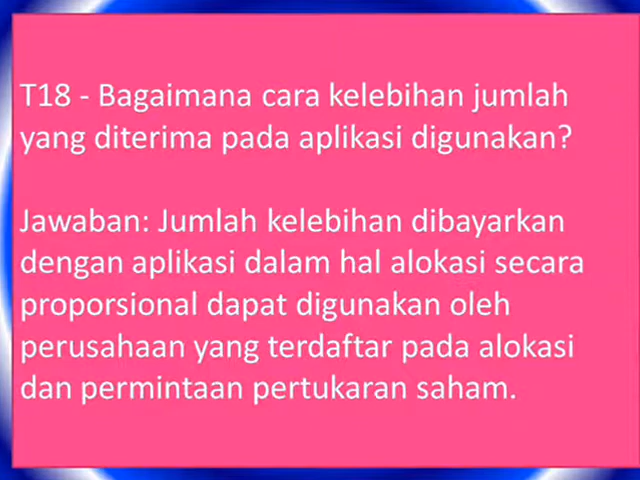 T18 - Bagaimana cara kelebihan jumlah
yang diterima pada aplikasi digunakan?
Jawaban: Jumlah kelebihan dibayarkan
dengan aplikasi dalam hal alokasi secara
proporsional dapat digunakan oleh
perusahaan yang terdaftar pada alokasi
dan permintaan pertukaran saham.